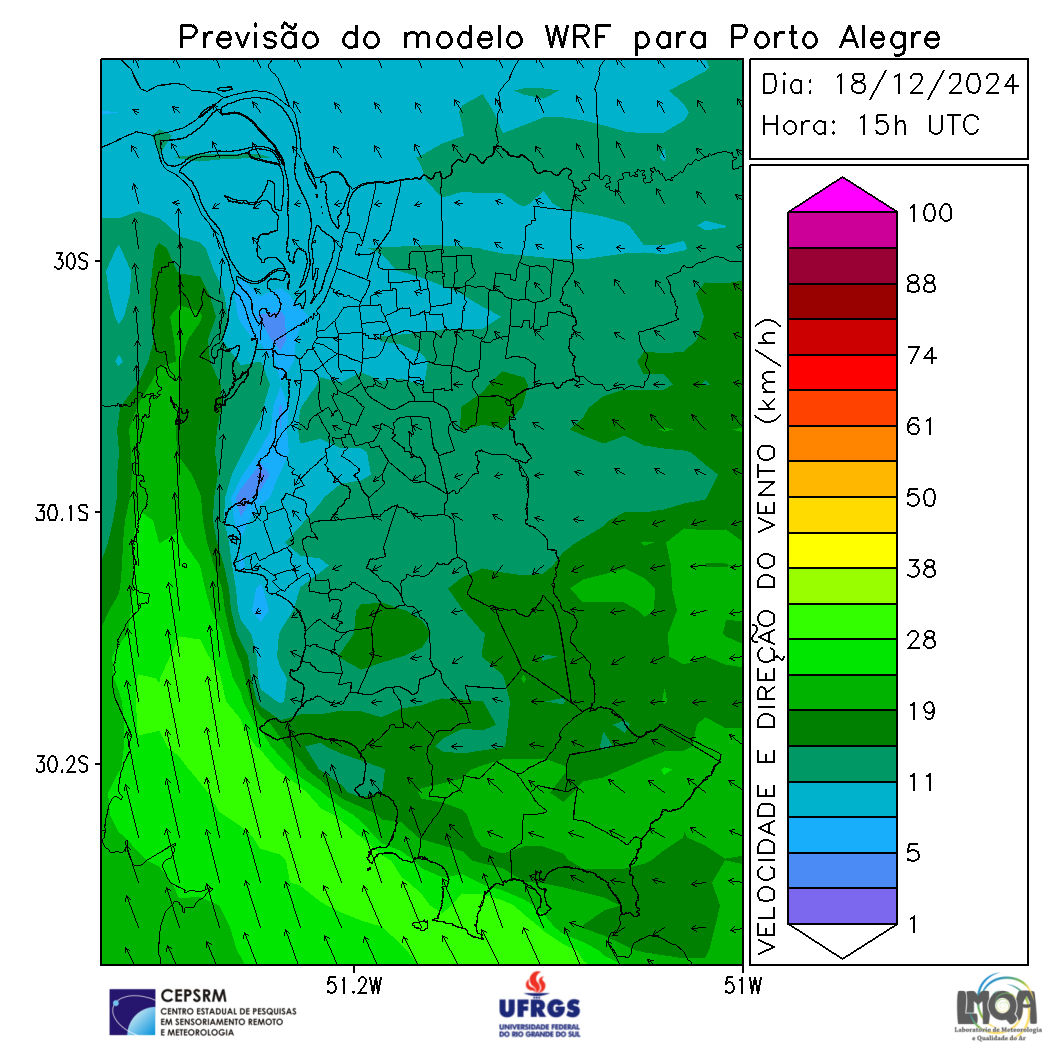 Previsão do modelo WRF para Porto Alegre
Dia: 18/12/2024
Hora: 15h UTC
30S
30.1S
30.2S
51.2W
51W
VELOCIDADE E DIREÇÃO DO VENTO (km/h)
100
88
74
61
50
38
28
19
11
5
1
CEPSRM
CENTRO ESTADUAL DE PESQUISAS
EM SENSORIAMENTO REMOTO
E METEOROLOGIA
UFRGS
UNIVERSIDADE FEDERAL
DO RIO GRANDE DO SUL
LMQA
Laboratório de Meteorologia
e Qualidade do Ar